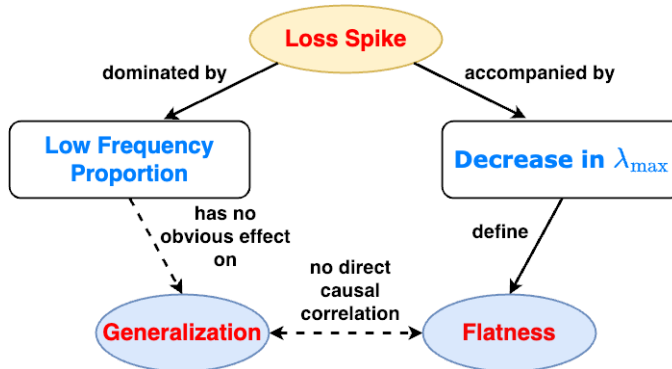 Loss Spike
dominated by
accompanied by
Low Frequency
Proportion
Decrease in λmax
has no
obvious effect
on
define
no direct
causal
correlation
Generalization
Flatness